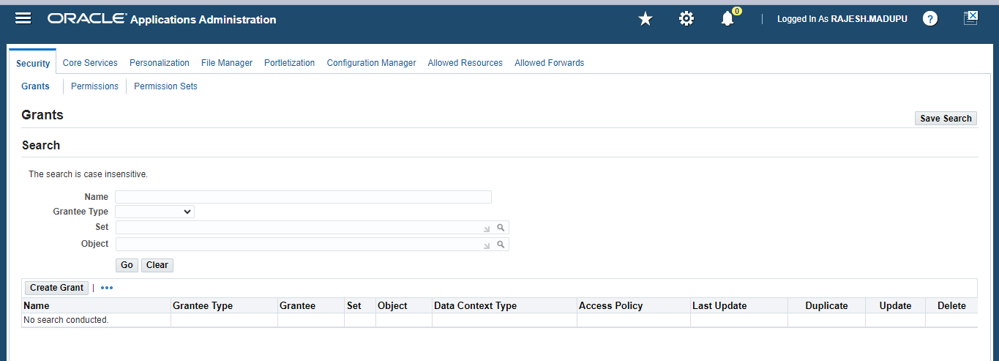 ORACLE® Applications Administration
0
Logged In As RAJESH.MADUPU
?
Security Core Services Personalization File Manager Portletization Configuration Manager Allowed Resources Allowed Forwards
Grants Permissions Permission Sets
Grants
Save Search
Search
The search is case insensitive.
Name
Grantee Type
Set
Object
Go Clear
Create Grant | •••
Name Grantee Type Grantee Set Object Data Context Type Access Policy Last Update Duplicate Update Delete
No search conducted.